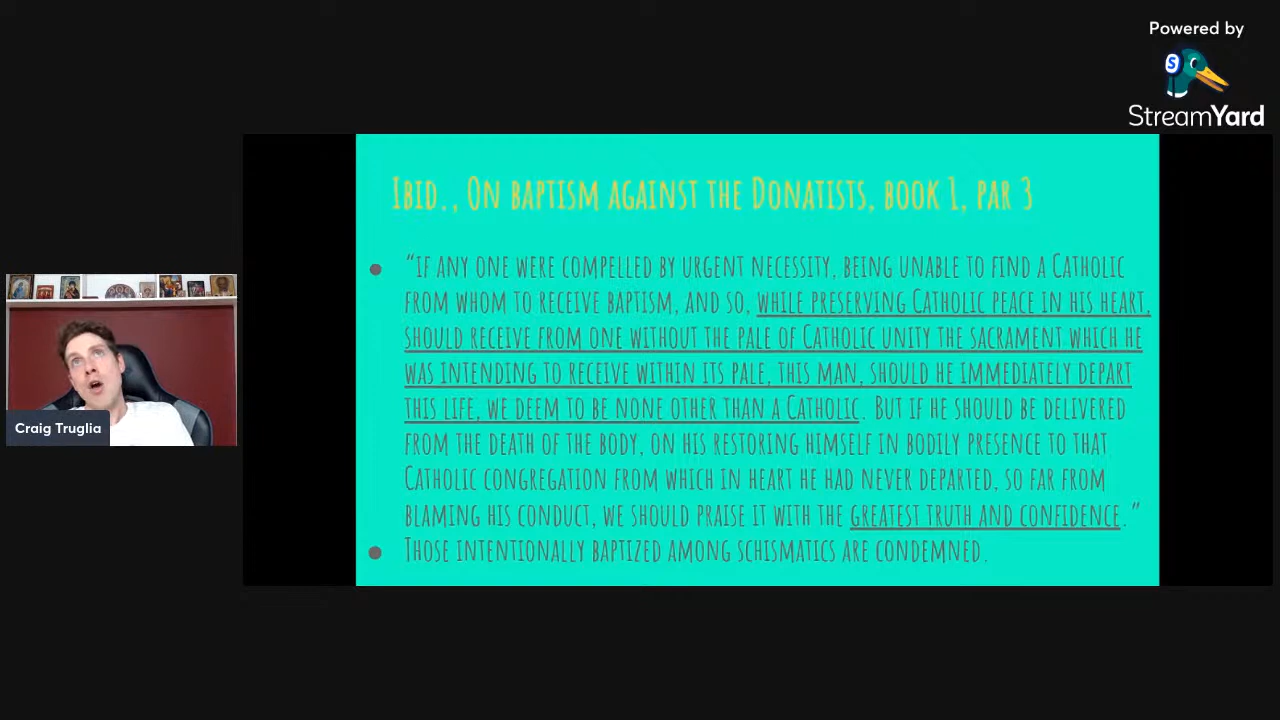 Powered by
S
StreamYard
Ibid., On baptism against the Donatists, book 1, par 3
● “If any one were compelled by urgent necessity, being unable to find a Catholic
from whom to receive baptism, and so, while preserving Catholic peace in his heart,
should receive from one without the pale of Catholic unity the sacrament which he
was intending to receive within its pale, this man, should he immediately depart
this life, we deem to be none other than a Catholic. But if he should be delivered
from the death of the body, on his restoring himself in bodily presence to that
Catholic congregation from which in heart he had never departed, so far from
blaming his conduct, we should praise it with the greatest truth and confidence.”
● Those intentionally baptized among schismatics are condemned.
Craig Truglia